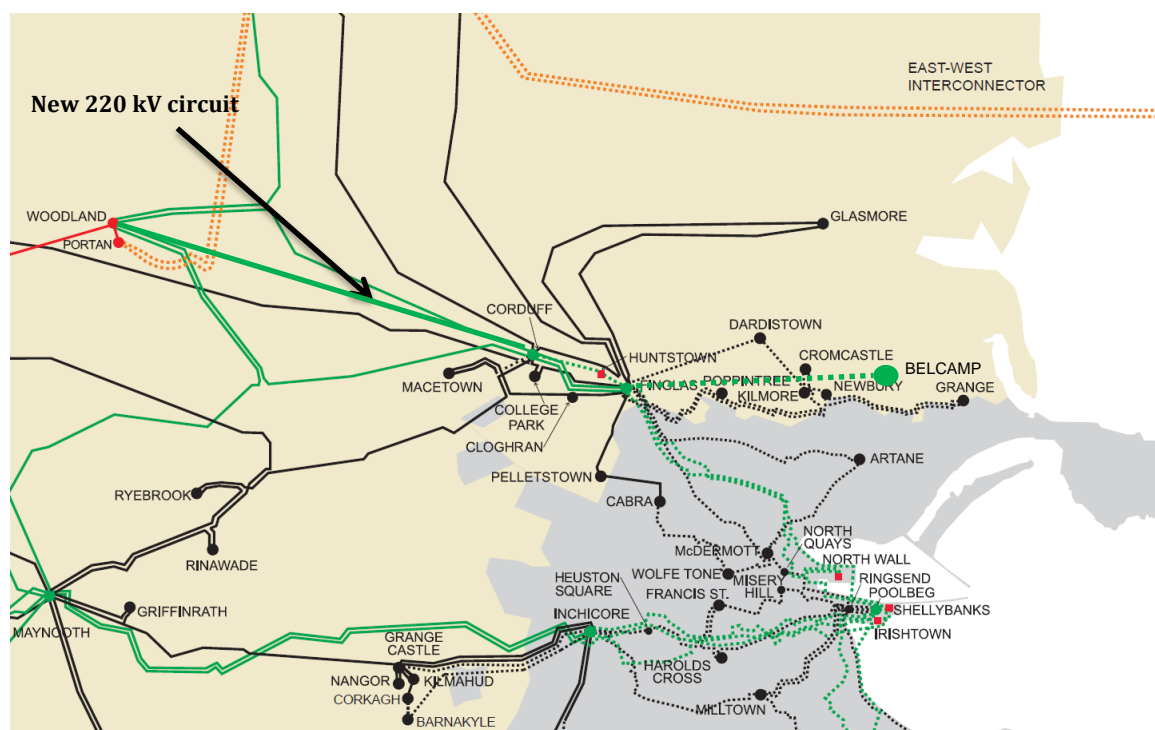 EAST-WEST
INTERCONNECTOR
New 220 kV circuit
WOODLAND
PORTAN
GLASMORE
CORDUFF
DARDISTOWN
HUNTSTOWN
CROMCASTLE
BELCAMP
MACETOWN
FINGLAS
POPPINTREE
KILMORE
NEWBURY
GRANGE
COLLEGE
PARK
CLOGHRAN
ARTANE
PELLETSTOWN
CABRA
RYEBROOK
RINAWADE
McDERMOTT
NORTH
QUAYS
NORTH WALL
WOLFE TONE
MISERY
HILL
RINGSEND
POOLBEG
SHELLYBANKS
IRISHTOWN
HEUSTON
SQUARE
FRANCIS ST.
INCHICORE
GRIFFINRATH
MAYNOOTH
GRANGE
CASTLE
NANGOR
KILMAHUD
CORKAGH
BARNAKYLE
HAROLDS
CROSS
MILLTOWN